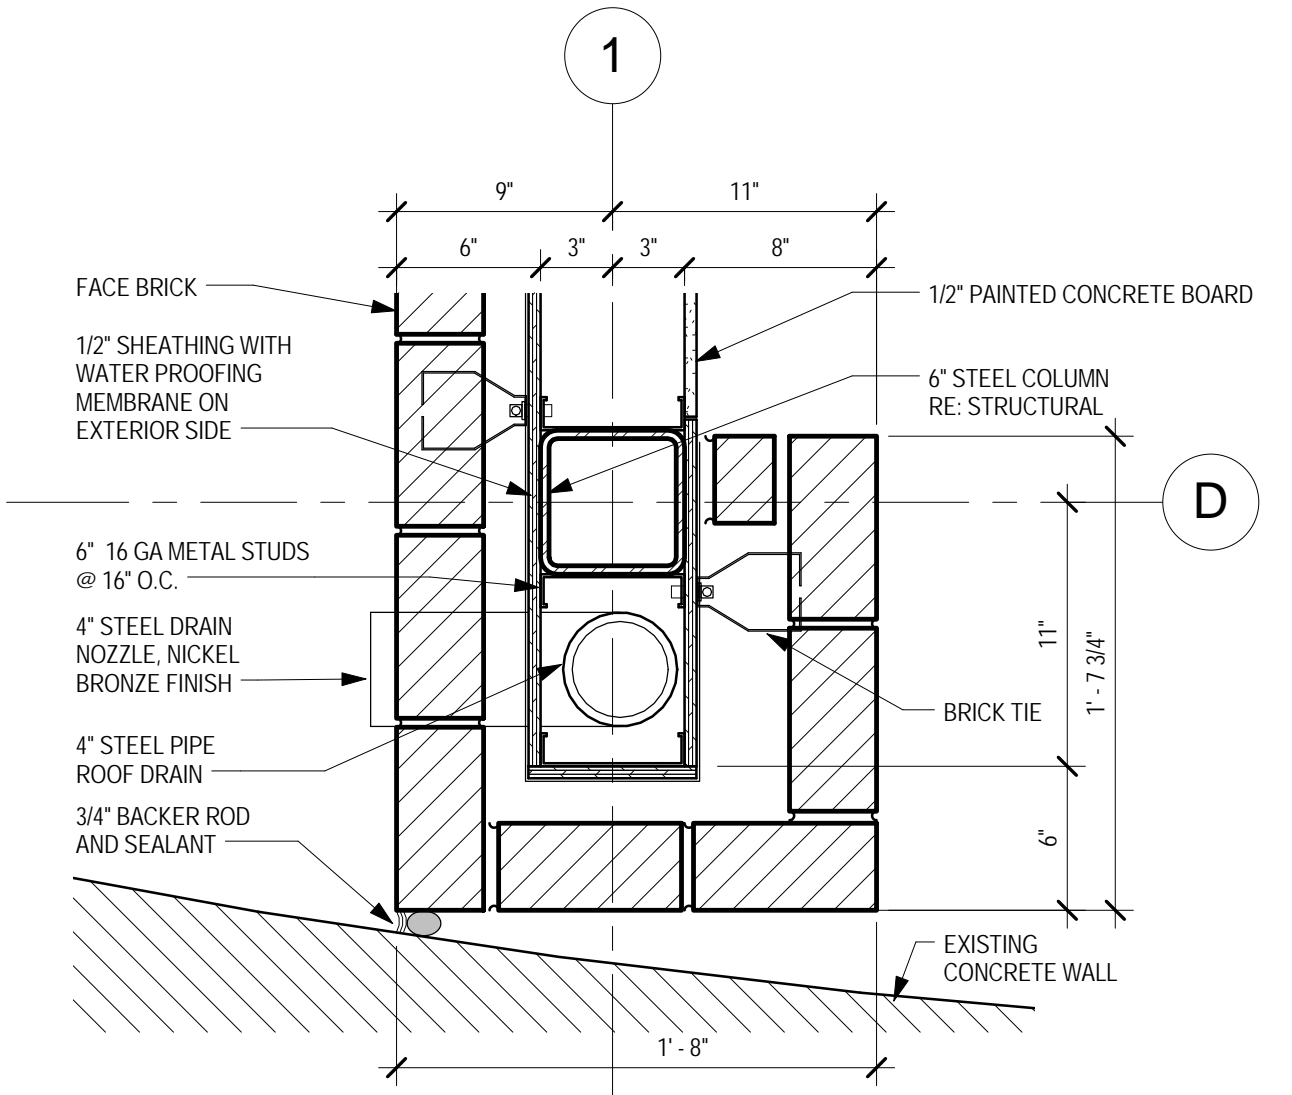 1
9"
11"
6"
3"
3"
8"
FACE BRICK
1/2" SHEATHING WITH
WATER PROOFING
MEMBRANE ON
EXTERIOR SIDE
6"  16 GA METAL STUDS
@ 16" O.C.
4" STEEL DRAIN
NOZZLE, NICKEL
BRONZE FINISH
4" STEEL PIPE
ROOF DRAIN
3/4" BACKER ROD
AND SEALANT
1/2" PAINTED CONCRETE BOARD
6" STEEL COLUMN
RE: STRUCTURAL
D
11"
1' - 7 3/4"
BRICK TIE
6"
EXISTING
CONCRETE WALL
1' - 8"